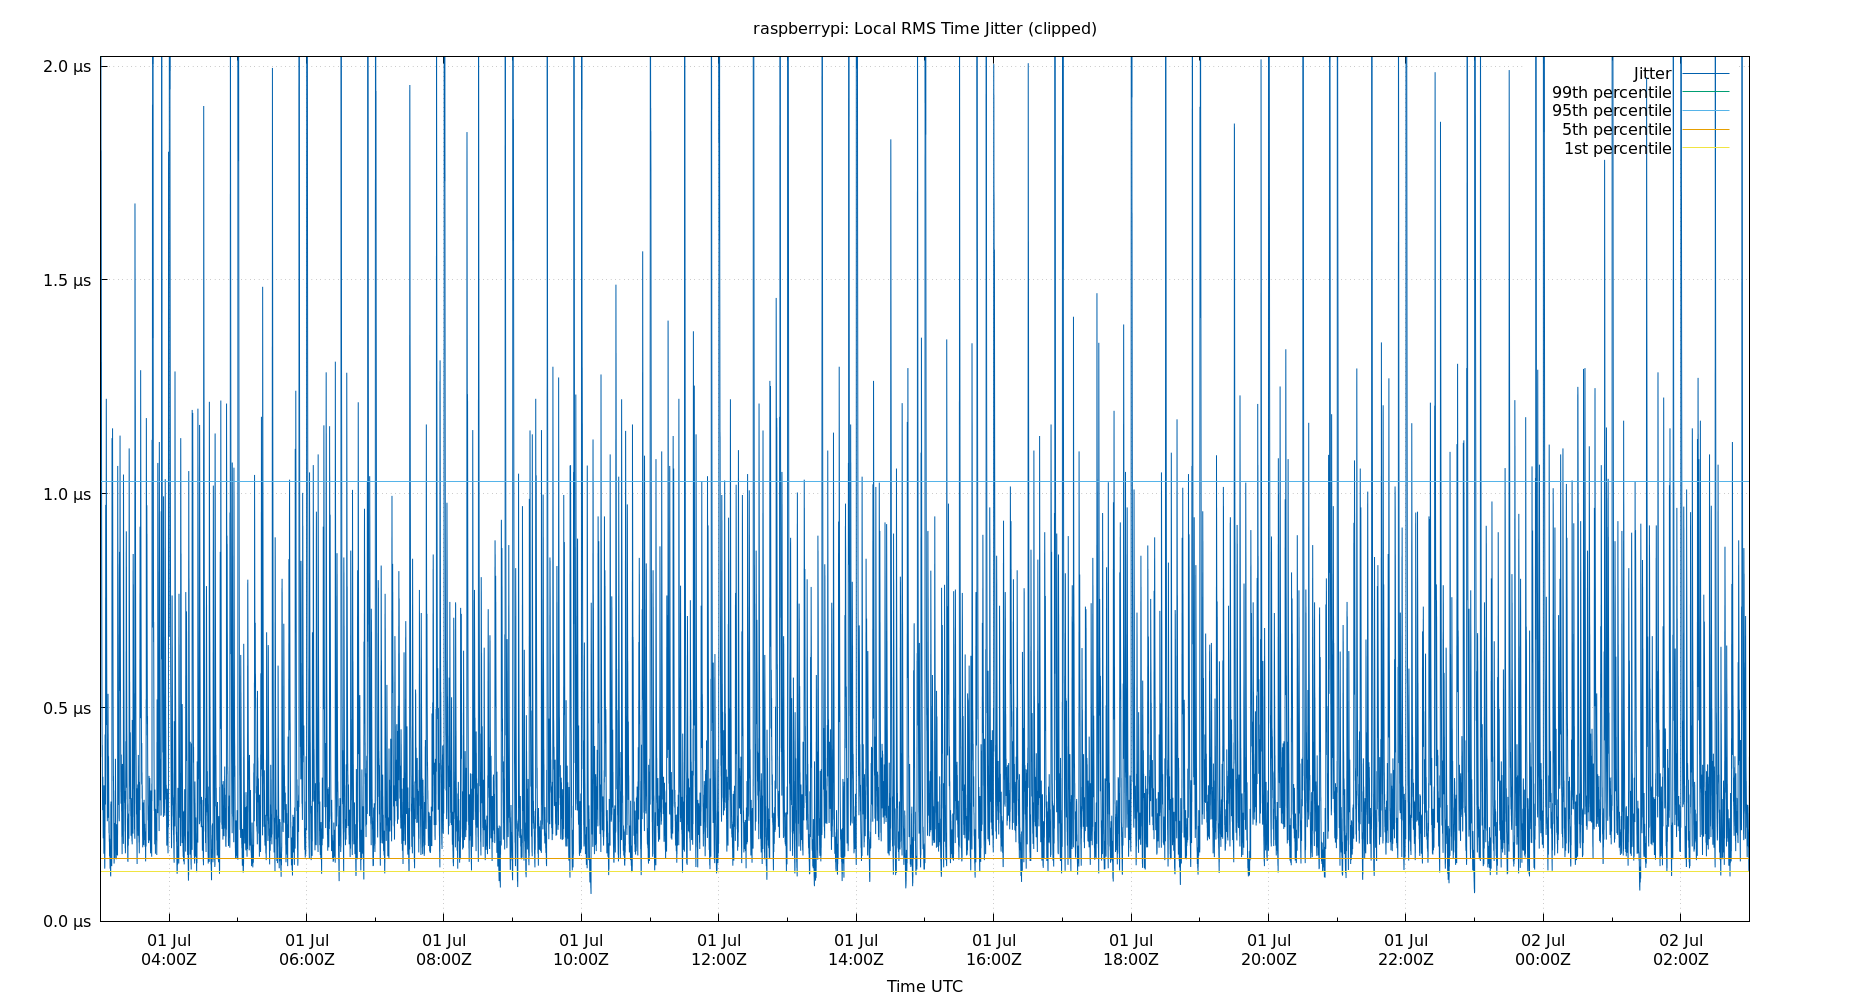 raspberrypi: Local RMS Time Jitter (clipped)
2.0 µs
1.5 µs
1.0 µs
0.5 µs
0.0 µs
Jitter
99th percentile
95th percentile
5th percentile
1st percentile
01 Jul 01 Jul 01 Jul 01 Jul 01 Jul 01 Jul 01 Jul 01 Jul 01 Jul 01 Jul 02 Jul 02 Jul
04:00Z 06:00Z 08:00Z 10:00Z 12:00Z 14:00Z 16:00Z 18:00Z 20:00Z 22:00Z 00:00Z 02:00Z
Time UTC